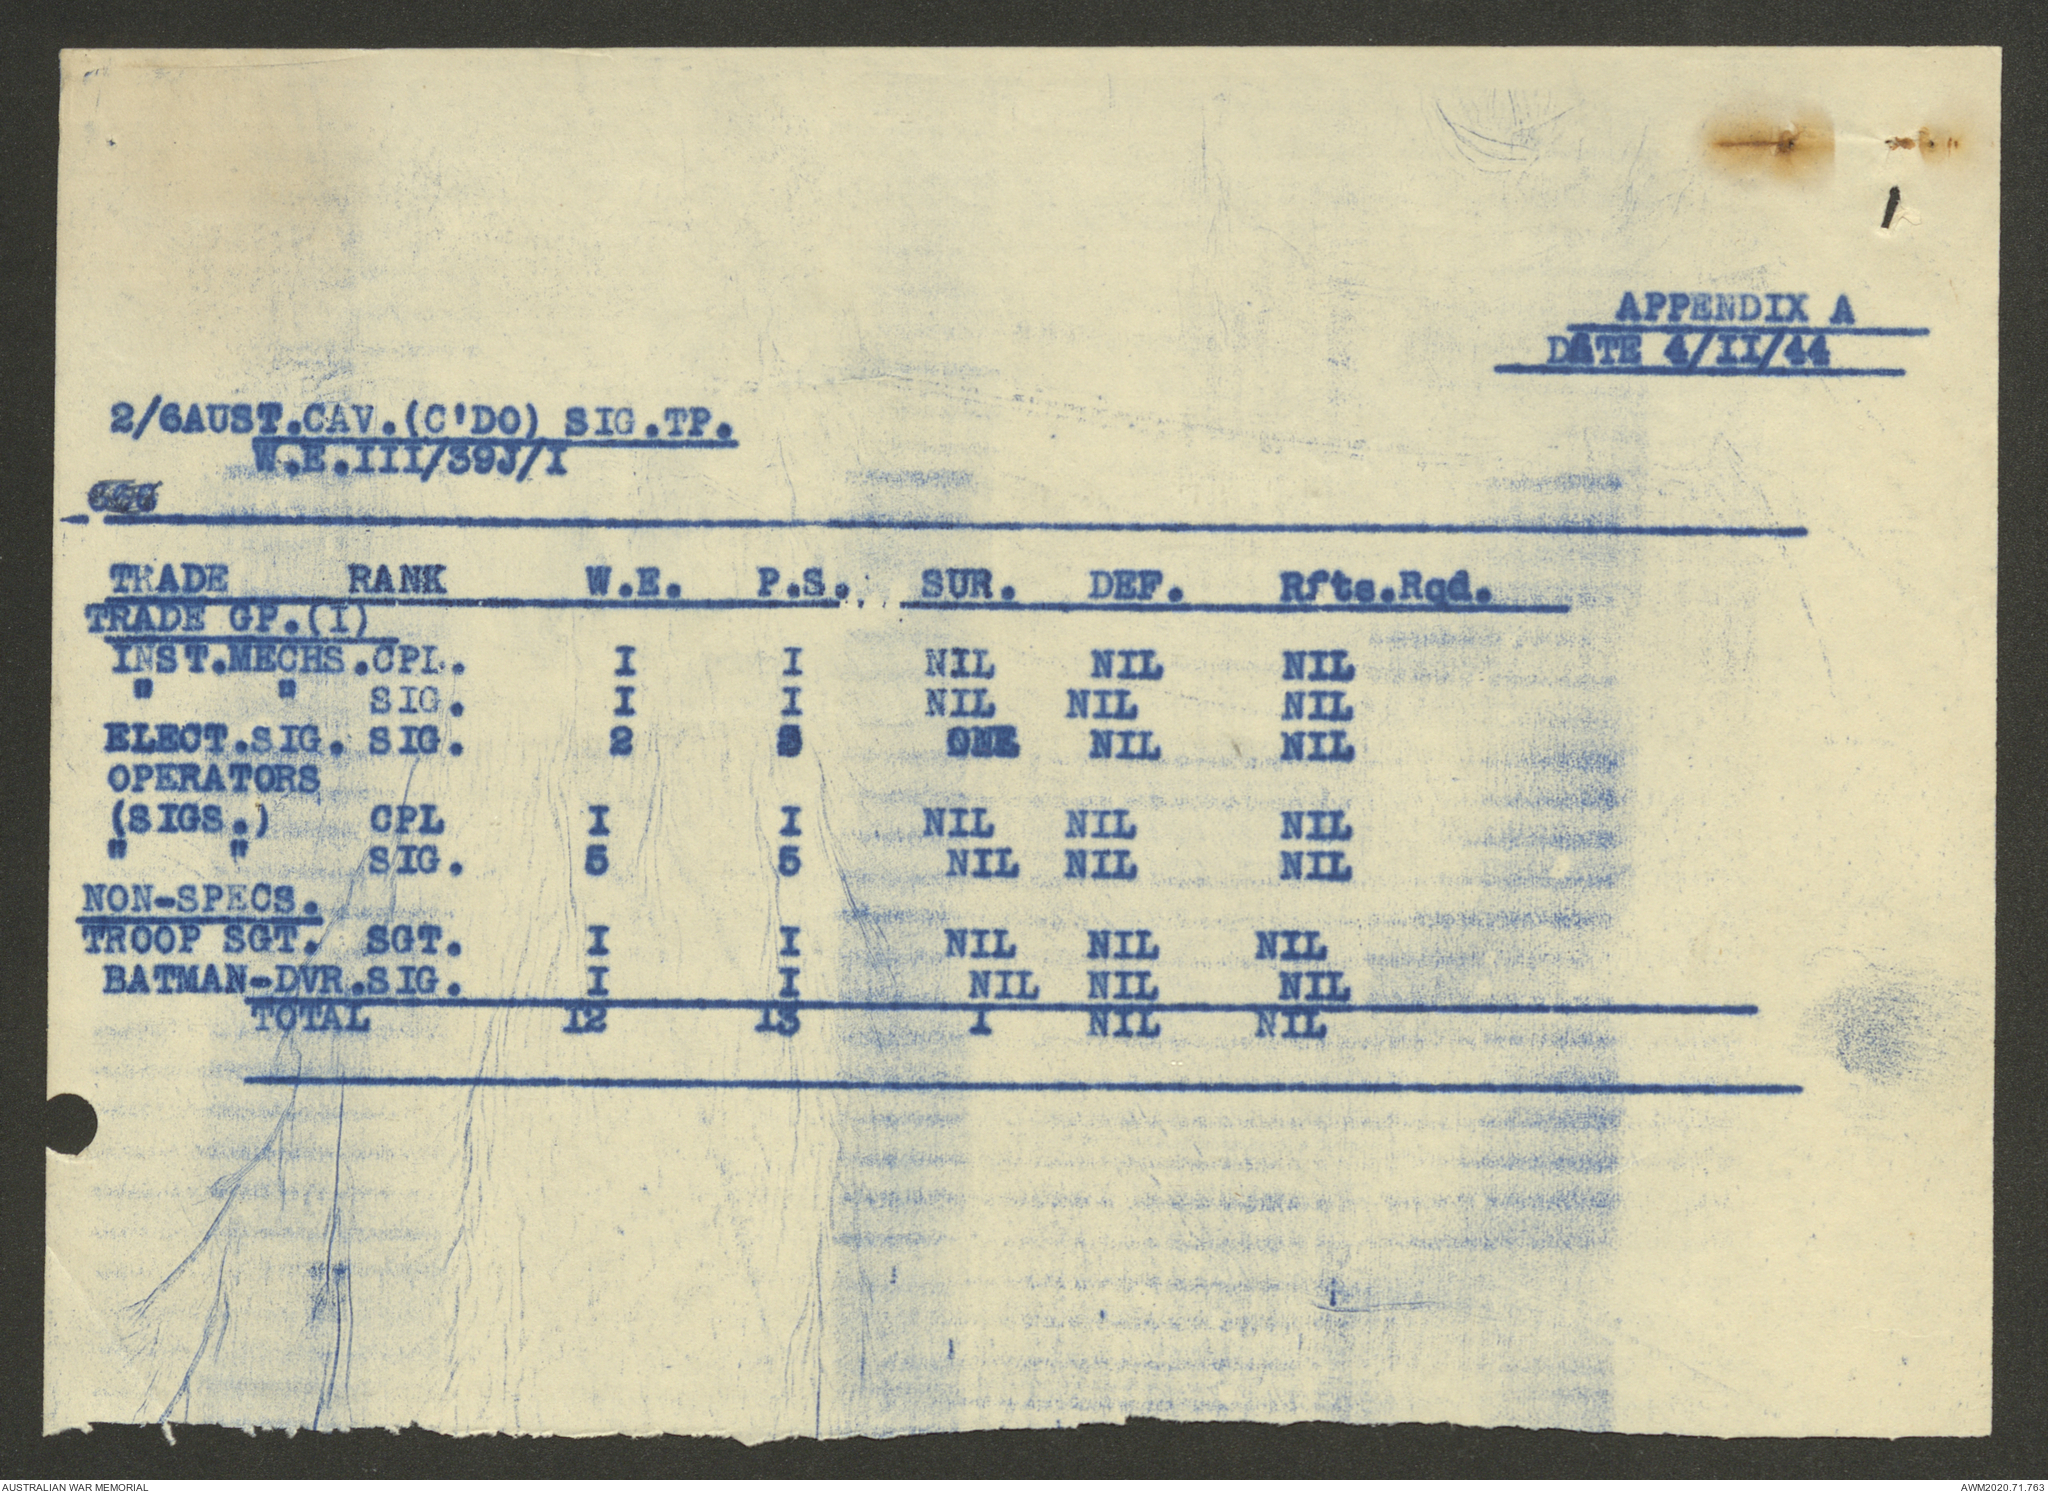 APPENDIX A
DATE 4/II/44
2/6AUST.CAV.(C'DO) SIG.TP.
W.E.III/39J/I
TRADE RANK W.E. P.S. SUR. DEF. Rfts.Rqd.
TRADE GP.(I)
INST.MECHS.CPL. I I NIL NIL NIL
" " SIG. I I NIL NIL NIL
ELECT.SIG. SIG. 2 3 ONE NIL NIL
OPERATORS
(SIGS.) CPL I I NIL NIL NIL
" " SIG. 5 5 NIL NIL NIL
NON-SPECS.
TROOP SGT. SGT. I I NIL NIL NIL
BATMAN-DVR.SIG. I I NIL NIL NIL
TOTAL I2 I3 I NIL NIL
AUSTRALIAN WAR MEMORIAL
AWM2020.71.763